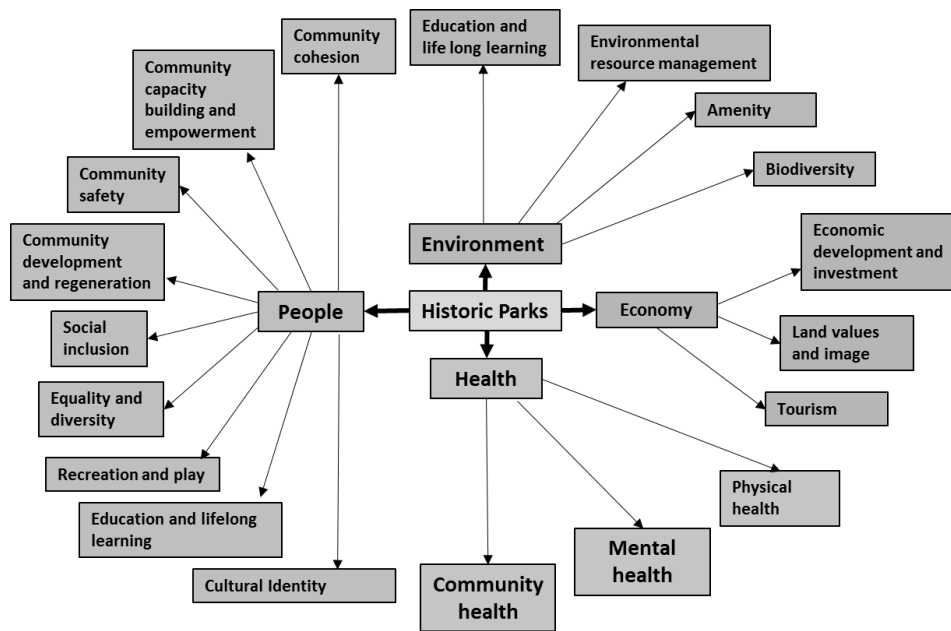 Community
cohesion
Education and
life long learning
Environmental
resource management
Community
capacity
building and
empowerment
Amenity
Community
safety
Biodiversity
Environment
Economic
development and
investment
Community
development
and regeneration
People
Historic Parks
Economy
Social
inclusion
Land values
and image
Health
Equality and
diversity
Tourism
Recreation and play
Physical
health
Education and lifelong
learning
Mental
health
Cultural Identity
Community
health